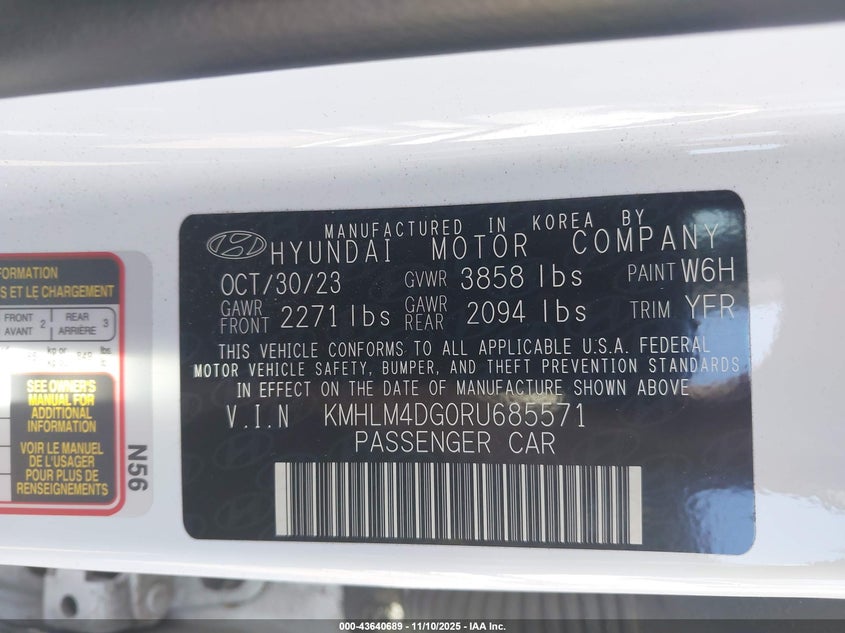 MANUFACTURED IN KOREA BY
HYUNDAI MOTOR COMPANY
OCT/30/23 GVWR 3858 lbs PAINT W6H
GAWR FRONT 2271 lbs GAWR REAR 2094 lbs TRIM YFR
THIS VEHICLE CONFORMS TO ALL APPLICABLE U.S.A. FEDERAL
MOTOR VEHICLE SAFETY, BUMPER, AND THEFT PREVENTION STANDARDS
IN EFFECT ON THE DATE OF MANUFACTURE SHOWN ABOVE
V.I.N KMHLM4DG0RU685571
PASSENGER CAR
FORMATION
S ET LE CHARGEMENT
FRONT AVANT 2 REAR ARRIÈRE 3
kg or lbs
SEE OWNER'S
MANUAL FOR
ADDITIONAL
INFORMATION
VOIR LE MANUEL
DE L'USAGER
POUR PLUS DE
RENSEIGNEMENTS
N56
000-43640689 - 11/10/2025 - IAA Inc.